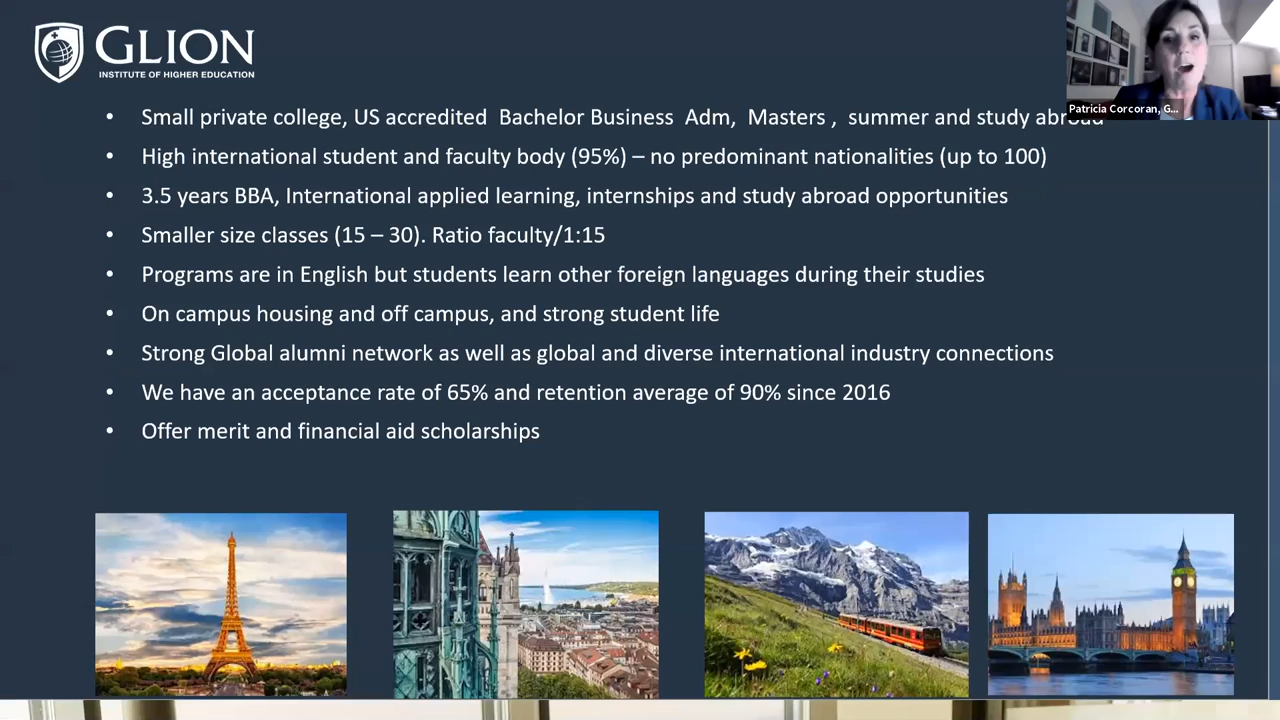 GLION
INSTITUTE OF HIGHER EDUCATION
Patricia Corcoran, G...
• Small private college, US accredited Bachelor Business Adm, Masters , summer and study abroad
• High international student and faculty body (95%) – no predominant nationalities (up to 100)
• 3.5 years BBA, International applied learning, internships and study abroad opportunities
• Smaller size classes (15 – 30). Ratio faculty/1:15
• Programs are in English but students learn other foreign languages during their studies
• On campus housing and off campus, and strong student life
• Strong Global alumni network as well as global and diverse international industry connections
• We have an acceptance rate of 65% and retention average of 90% since 2016
• Offer merit and financial aid scholarships